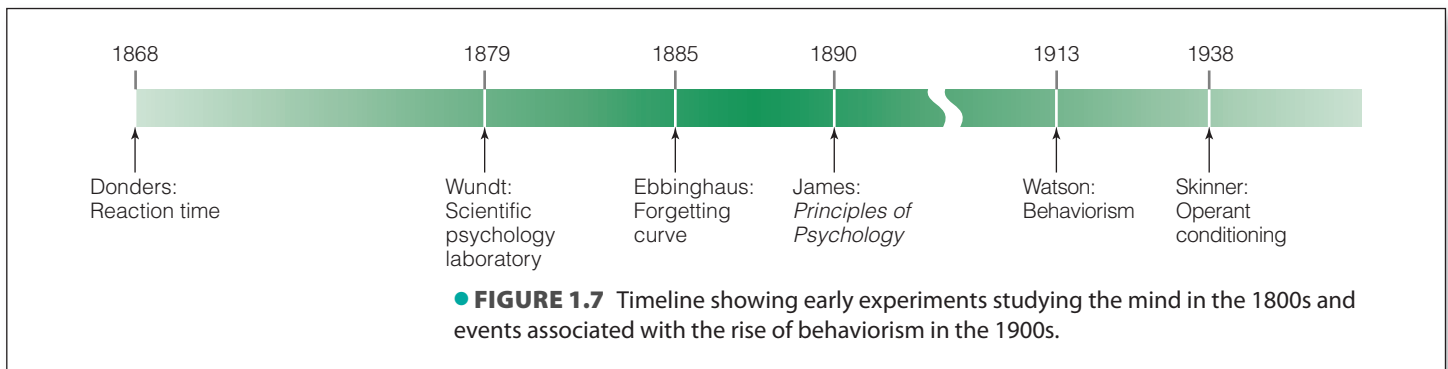 1868
1879
1885
1890
1913
1938
Donders:
Reaction time
Wundt:
Scientific
psychology
laboratory
Ebbinghaus:
Forgetting
curve
James:
Principles of
Psychology
Watson:
Behaviorism
Skinner:
Operant
conditioning
● FIGURE 1.7 Timeline showing early experiments studying the mind in the 1800s and
events associated with the rise of behaviorism in the 1900s.